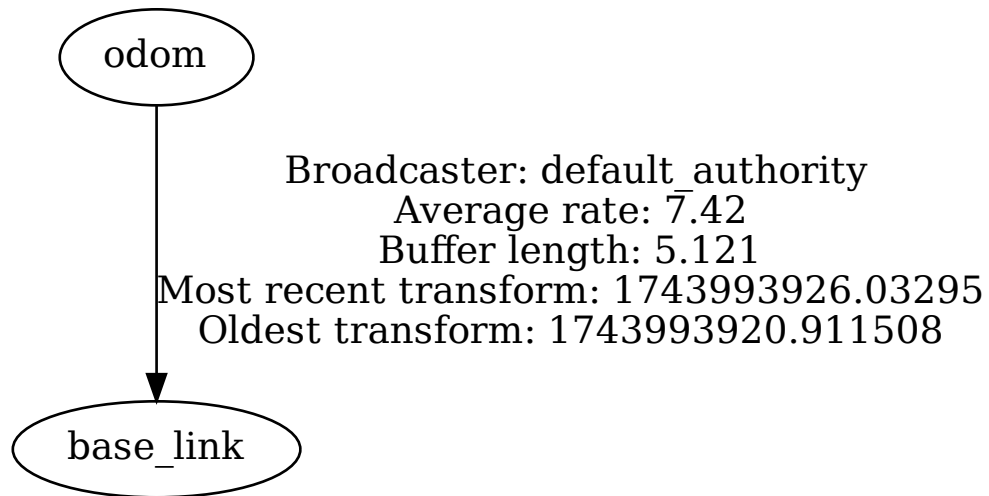 odom
Broadcaster: default_authority
Average rate: 7.42
Buffer length: 5.121
Most recent transform: 1743993926.03295
Oldest transform: 1743993920.911508
base_link